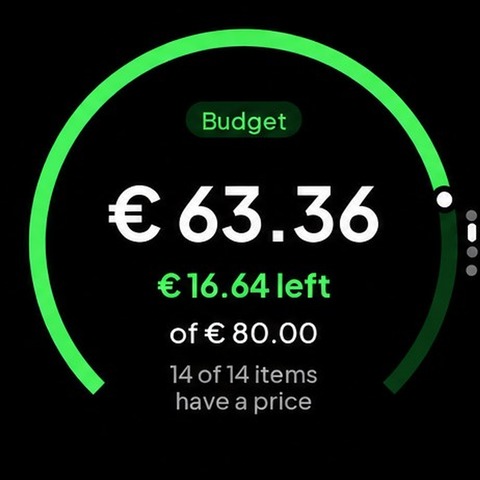 Budget
€ 63.36
€ 16.64 left
of € 80.00
14 of 14 items
have a price